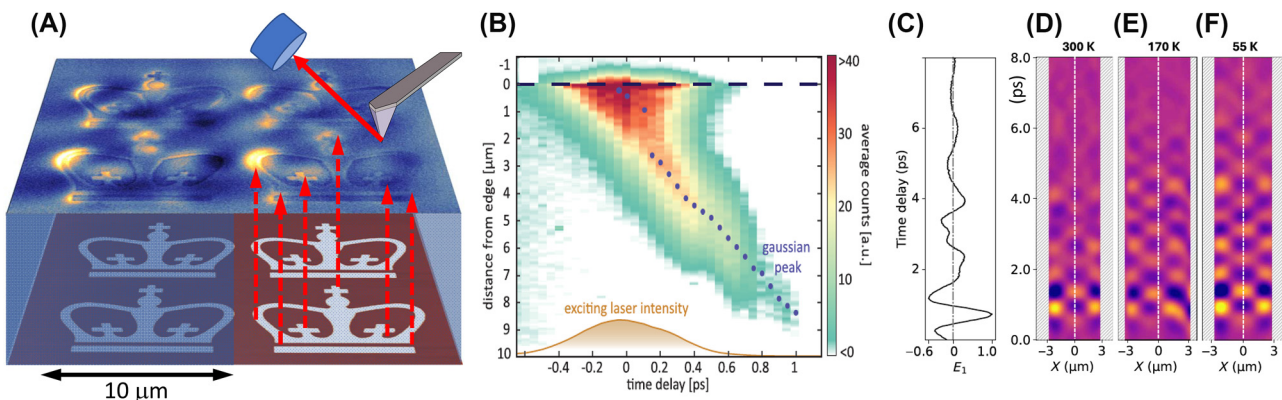 (A)
10 μm
(B)
distance from edge [μm]
-1
0
1
2
3
4
5
6
7
8
9
10
gaussian
peak
exciting laser intensity
-0.4
-0.2
0
0.2
0.4
0.6
0.8
1
time delay [ps]
>40
30
20
10
<0
average counts [a.u.]
(C)
Time delay (ps)
−0.6
0
1.0
E₁
(D)
(E)
(F)
300 K
170 K
55 K
(ps)
8.0
6.0
4.0
2.0
0.0
−3
0
3
X (μm)
−3
0
3
X (μm)
−3
0
3
X (μm)